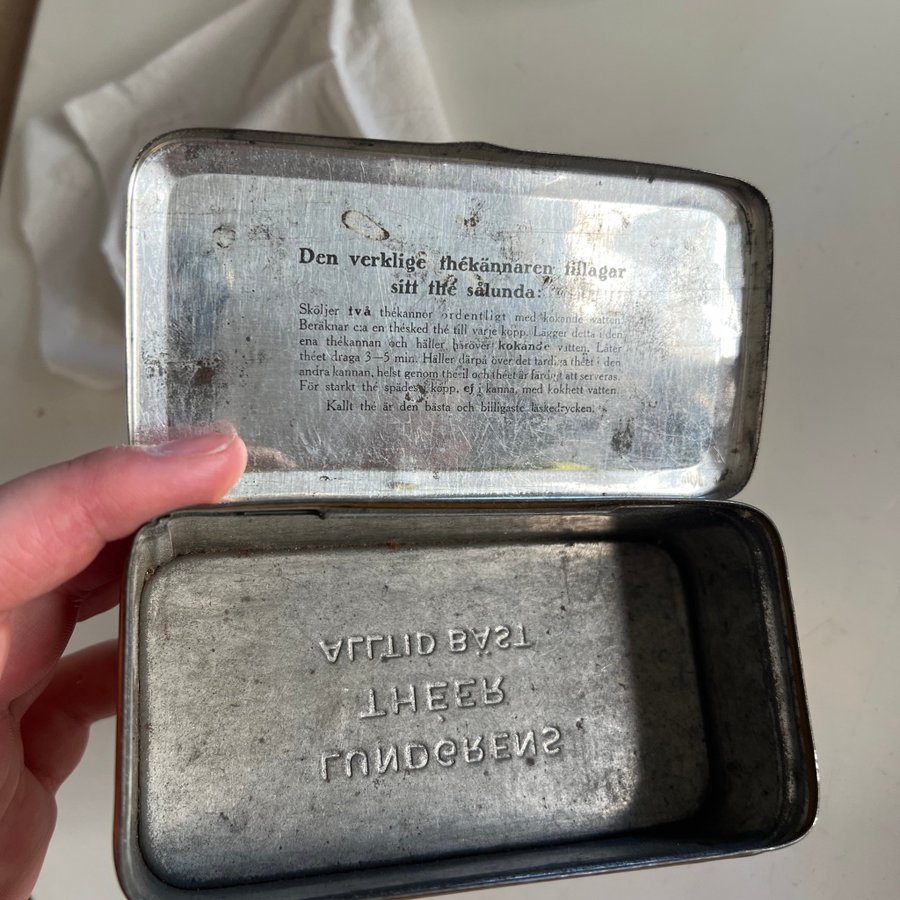 Den verklige thékännaren tillagar
sitt thé sålunda:
Sköljer två thékannor ordentligt med kokande vatten.
Beräknar c:a en thésked thé till varje kopp. Lägger detta i den
ena thékannan och häller häröver kokande vatten. Låter
théet draga 3—5 min. Häller därpå över det färdiga théet i den
andra kannan, helst genom thésil och théet är färdigt att serveras.
För starkt thé spädes i kopp, ej i kanna, med kokhett vatten.
Kallt thé är den bästa och billigaste läskedrycken.
ALLTID BÄST
THÉER
LUNDGRENS